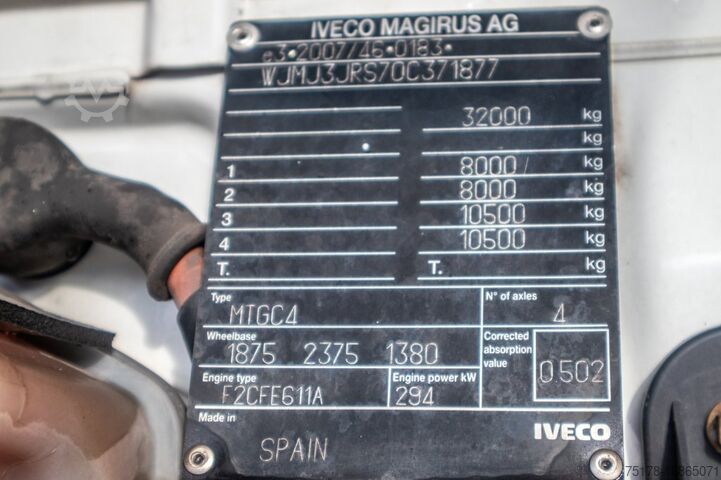 IVECO MAGIRUS AG
e3*2007/46*0183*
WJMJ3JRS70C371877
32000 kg
kg
1 8000 kg
2 8000 kg
3 10500 kg
4 10500 kg
T. T. kg
Type N° of axles
MTGC4 4
Wheelbase Corrected absorption value
1875 2375 1380 0.502
Engine type Engine power kW
F2CFE611A 294
Made in IVECO
SPAIN